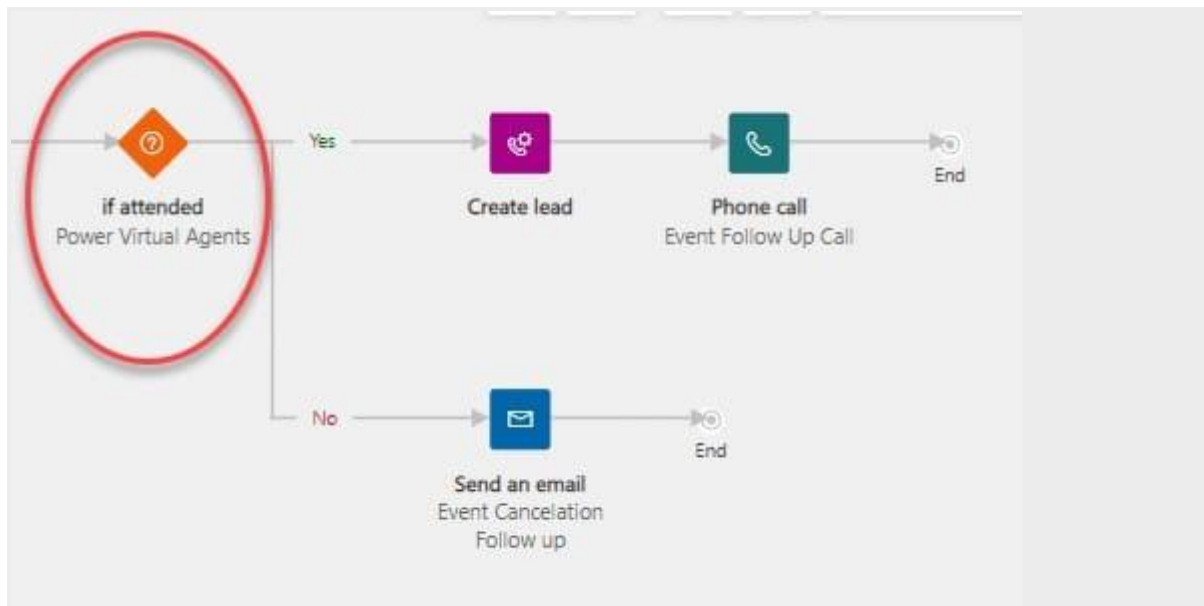 Yes
End
if attended
Power Virtual Agents
Create lead
Phone call
Event Follow Up Call
No
End
Send an email
Event Cancelation
Follow up